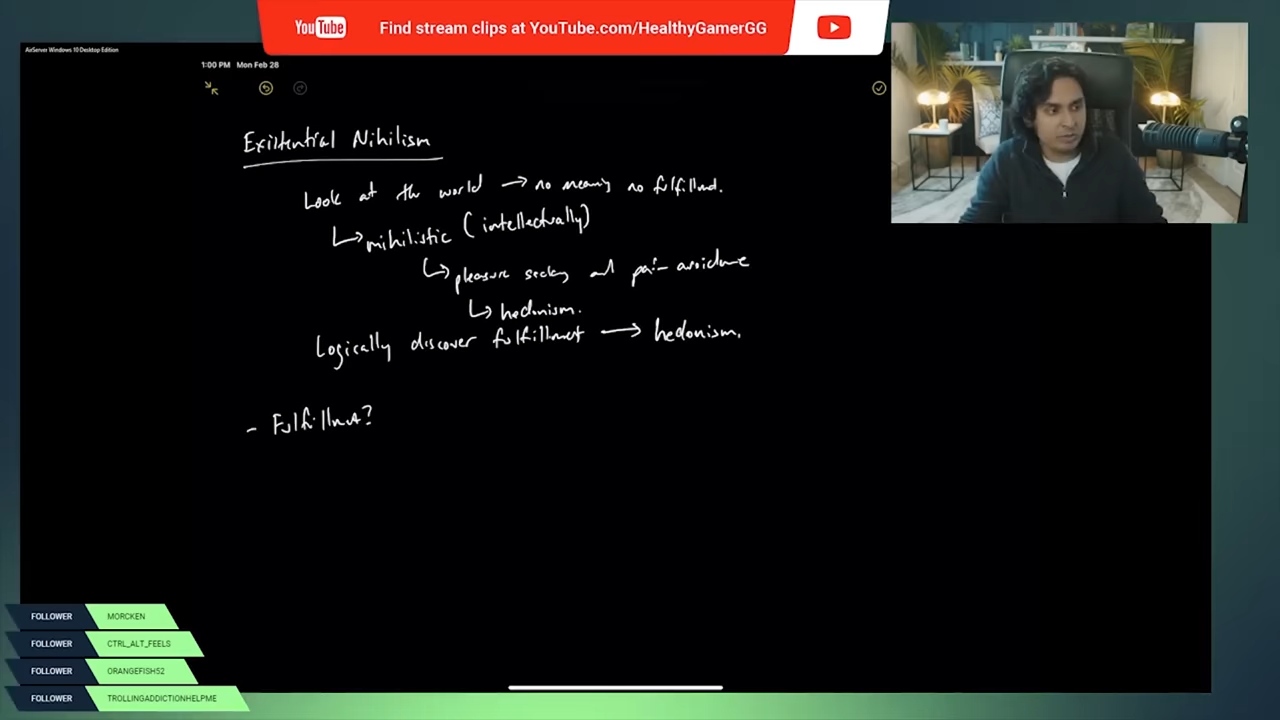 YouTube Find stream clips at YouTube.com/HealthyGamerGG
AirServer Windows 10 Desktop Edition
1:00 PM Mon Feb 28
Existential Nihilism
Look at the world → no meaning no fulfillment.
↳ nihilistic (intellectually)
↳ pleasure seeking and pain avoidance
↳ hedonism.
Logically discover fulfillment → hedonism.
- Fulfillment?
FOLLOWER MORCKEN
FOLLOWER CTRL_ALT_FEELS
FOLLOWER ORANGEFISH52
FOLLOWER TROLLINGADDICTIONHELPME